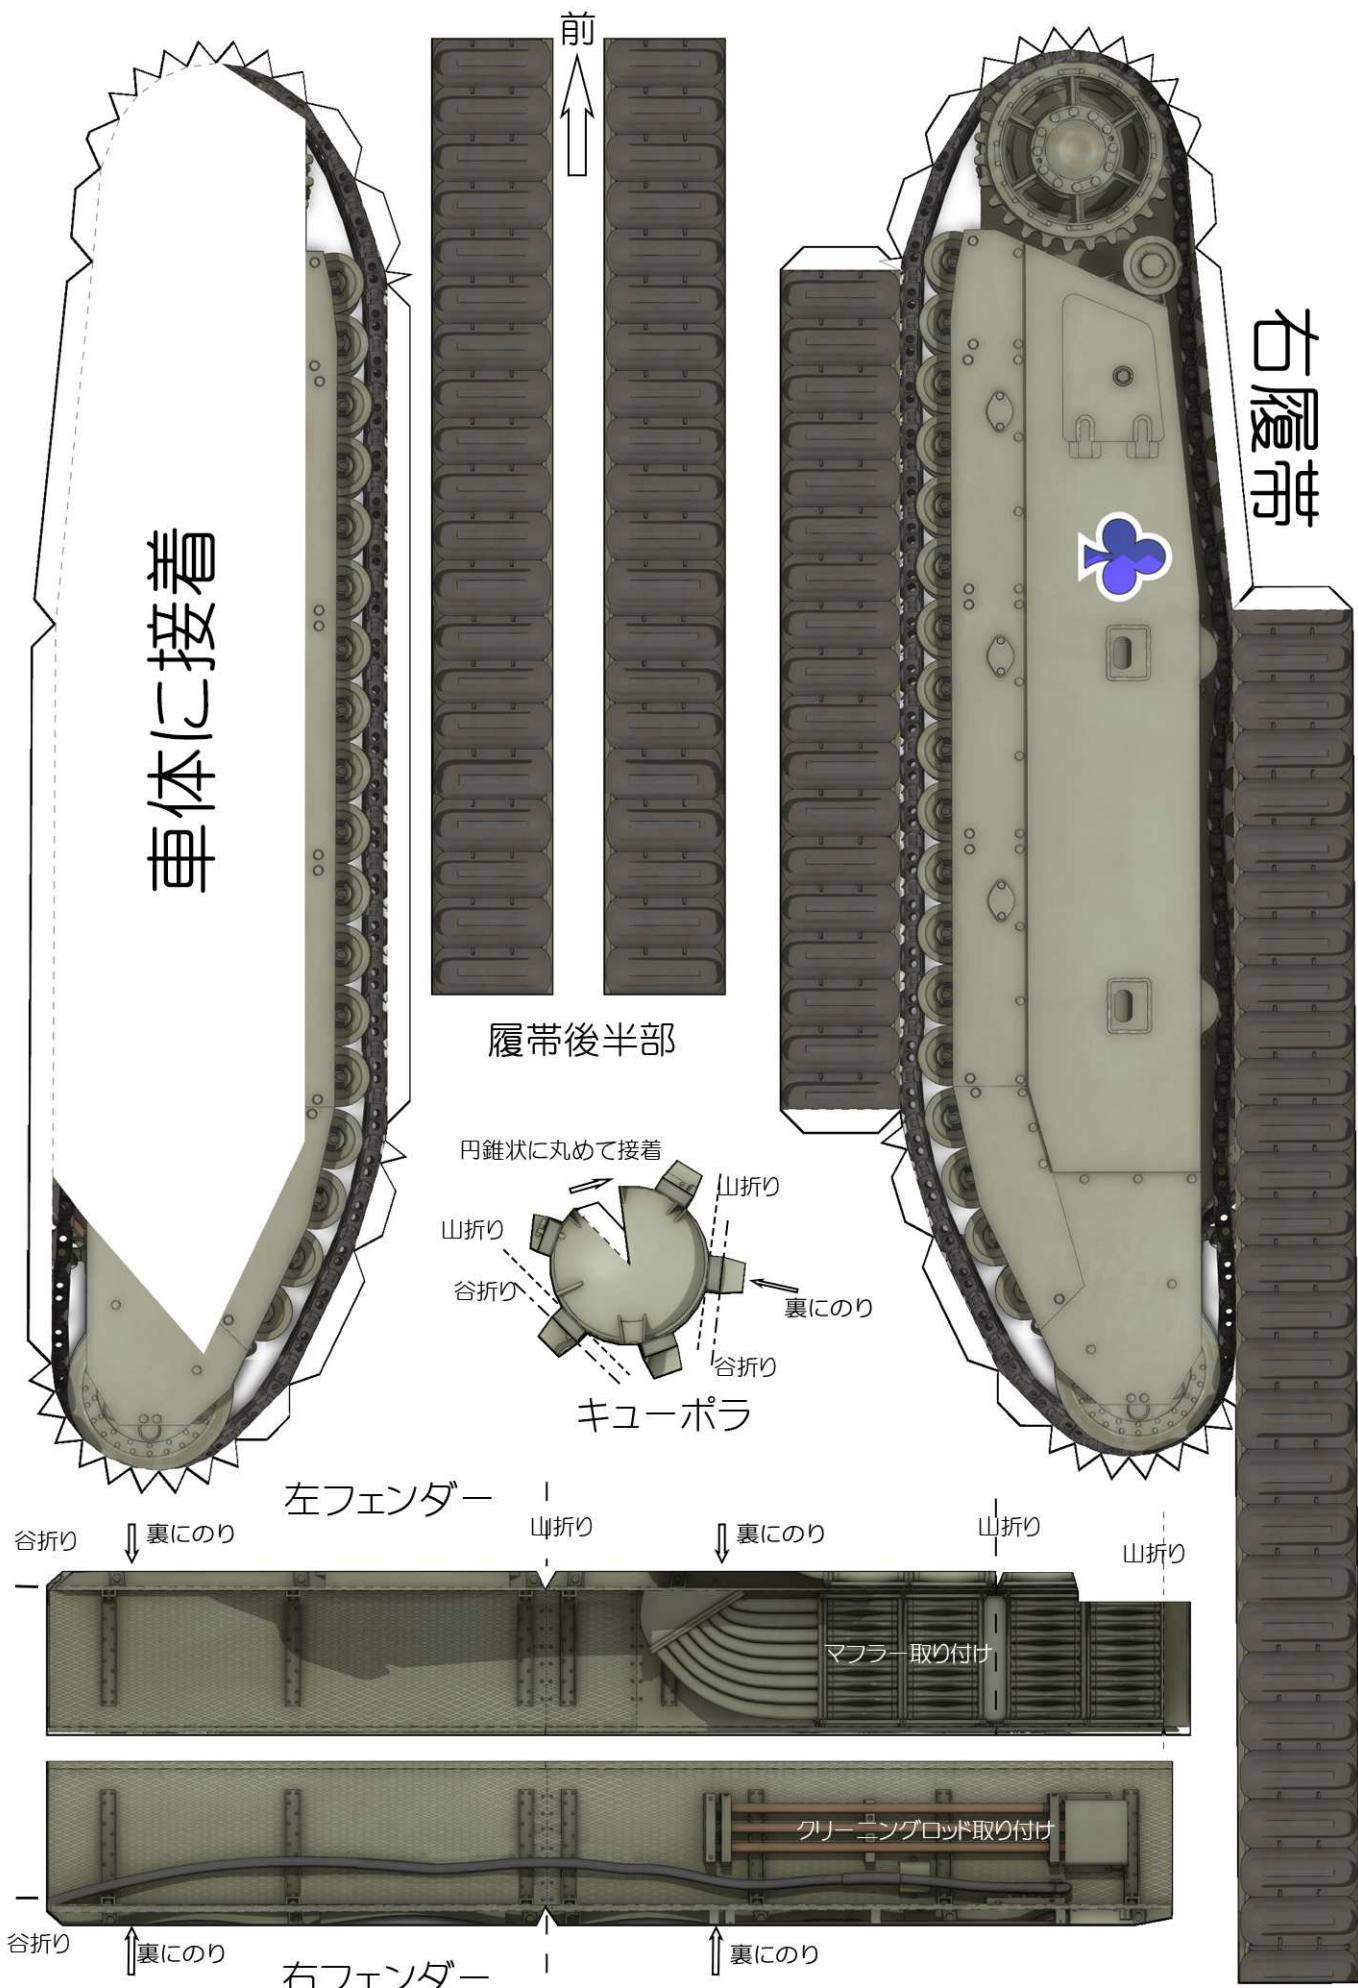 前
右履帯
車体に接着
履帯後半部
円錐状に丸めて接着
山折り
山折り
谷折り
裏にのり
谷折り
キューポラ
左フェンダー
谷折り
裏にのり
山折り
裏にのり
山折り
山折り
マフラー取り付け
クリーニングロッド取り付け
谷折り
裏にのり
裏にのり
右フェンダー